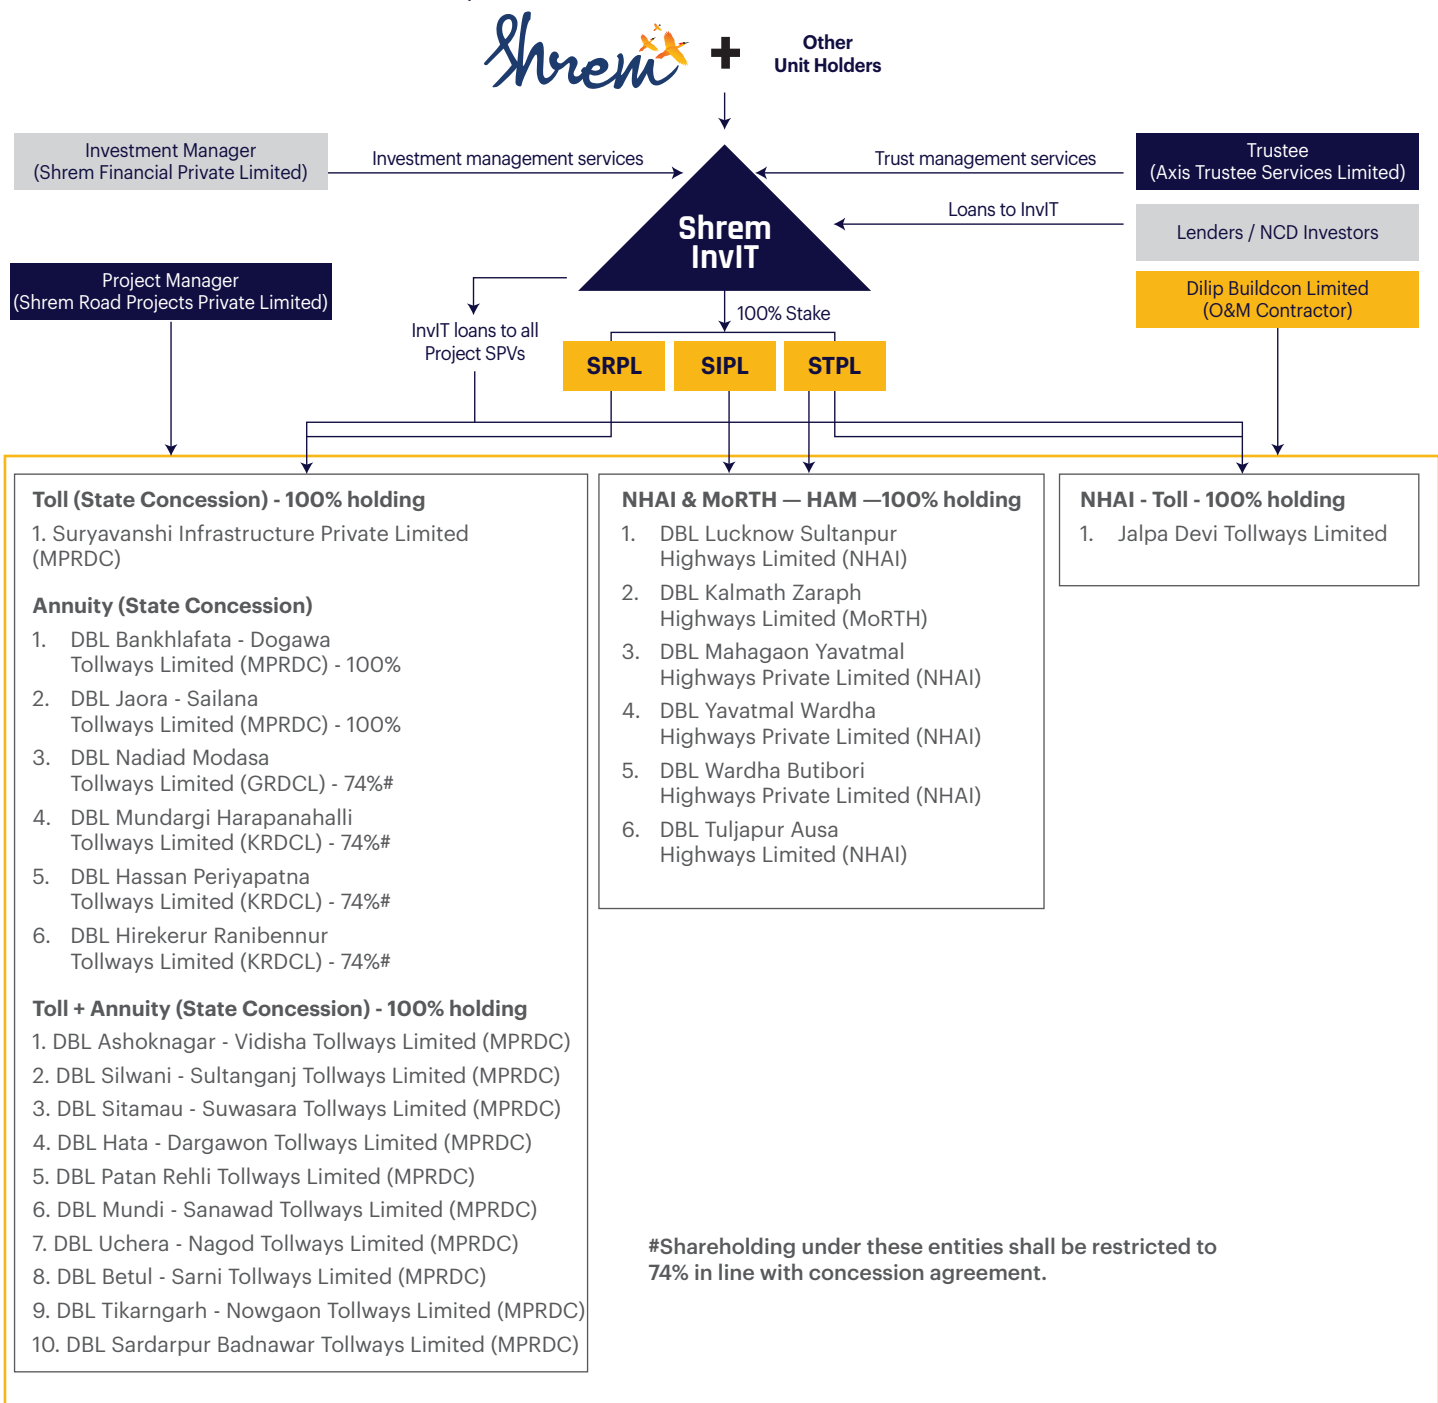 Shrem
+
Other
Unit Holders
Investment Manager
(Shrem Financial Private Limited)
Investment management services
Trust management services
Trustee
(Axis Trustee Services Limited)
Loans to InvIT
Lenders / NCD Investors
Shrem
InvIT
Project Manager
(Shrem Road Projects Private Limited)
Dilip Buildcon Limited
(O&M Contractor)
InvIT loans to all
Project SPVs
100% Stake
SRPL
SIPL
STPL
Toll (State Concession) - 100% holding
1. Suryavanshi Infrastructure Private Limited
(MPRDC)
Annuity (State Concession)
1. DBL Bankhlafata - Dogawa
Tollways Limited (MPRDC) - 100%
2. DBL Jaora - Sailana
Tollways Limited (MPRDC) - 100%
3. DBL Nadiad Modasa
Tollways Limited (GRDCL) - 74%#
4. DBL Mundargi Harapanahalli
Tollways Limited (KRDCL) - 74%#
5. DBL Hassan Periyapatna
Tollways Limited (KRDCL) - 74%#
6. DBL Hirekerur Ranibennur
Tollways Limited (KRDCL) - 74%#
Toll + Annuity (State Concession) - 100% holding
1. DBL Ashoknagar - Vidisha Tollways Limited (MPRDC)
2. DBL Silwani - Sultanganj Tollways Limited (MPRDC)
3. DBL Sitamau - Suwasara Tollways Limited (MPRDC)
4. DBL Hata - Dargawon Tollways Limited (MPRDC)
5. DBL Patan Rehli Tollways Limited (MPRDC)
6. DBL Mundi - Sanawad Tollways Limited (MPRDC)
7. DBL Uchera - Nagod Tollways Limited (MPRDC)
8. DBL Betul - Sarni Tollways Limited (MPRDC)
9. DBL Tikarngarh - Nowgaon Tollways Limited (MPRDC)
10. DBL Sardarpur Badnawar Tollways Limited (MPRDC)
NHAI & MoRTH — HAM —100% holding
1. DBL Lucknow Sultanpur
Highways Limited (NHAI)
2. DBL Kalmath Zaraph
Highways Limited (MoRTH)
3. DBL Mahagaon Yavatmal
Highways Private Limited (NHAI)
4. DBL Yavatmal Wardha
Highways Private Limited (NHAI)
5. DBL Wardha Butibori
Highways Private Limited (NHAI)
6. DBL Tuljapur Ausa
Highways Limited (NHAI)
NHAI - Toll - 100% holding
1. Jalpa Devi Tollways Limited
#Shareholding under these entities shall be restricted to
74% in line with concession agreement.